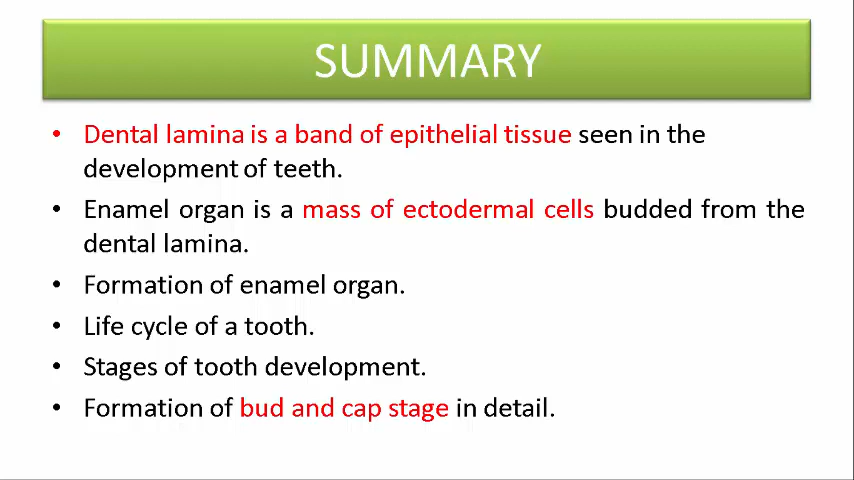 SUMMARY
• Dental lamina is a band of epithelial tissue seen in the
development of teeth.
• Enamel organ is a mass of ectodermal cells budded from the
dental lamina.
• Formation of enamel organ.
• Life cycle of a tooth.
• Stages of tooth development.
• Formation of bud and cap stage in detail.